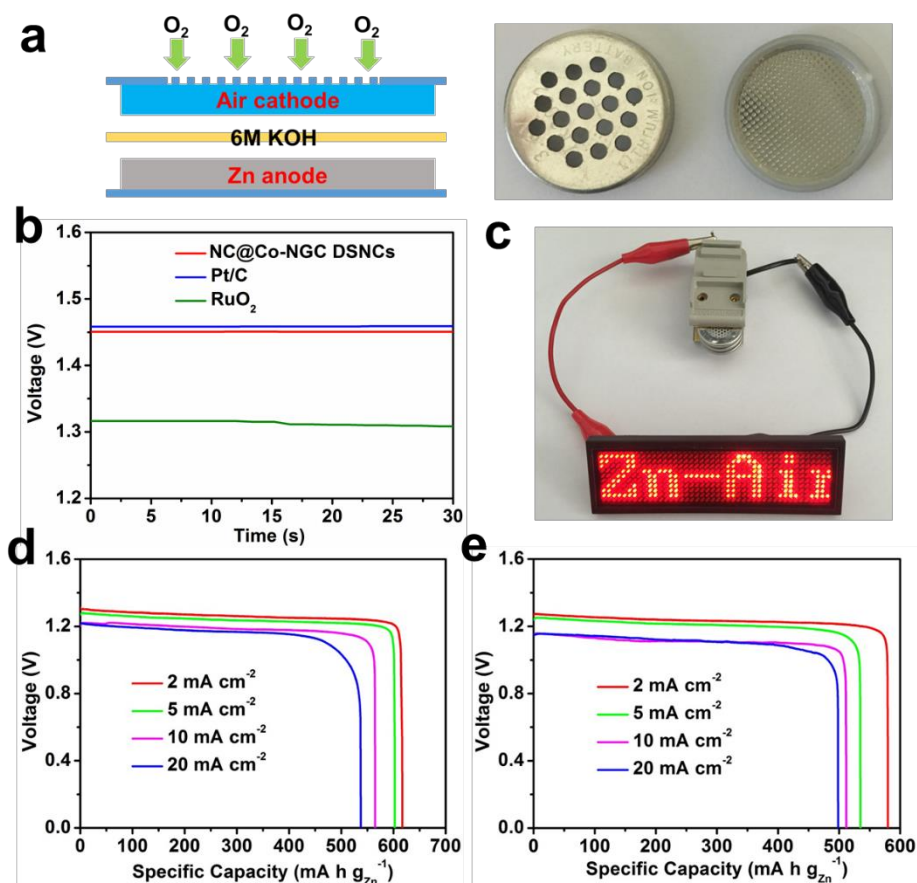 a
O₂ O₂ O₂ O₂
Air cathode
6M KOH
Zn anode
b
1.6
1.5
1.4
1.3
1.2
Voltage (V)
NC@Co-NGC DSNCs
Pt/C
RuO₂
0 5 10 15 20 25 30
Time (s)
c
Zn-Air
d
1.6
1.2
0.8
0.4
0.0
Voltage (V)
2 mA cm⁻²
5 mA cm⁻²
10 mA cm⁻²
20 mA cm⁻²
0 100 200 300 400 500 600 700
Specific Capacity (mA h g_Zn⁻¹)
e
1.6
1.2
0.8
0.4
0.0
Voltage (V)
2 mA cm⁻²
5 mA cm⁻²
10 mA cm⁻²
20 mA cm⁻²
0 100 200 300 400 500 600
Specific Capacity (mA h g_Zn⁻¹)